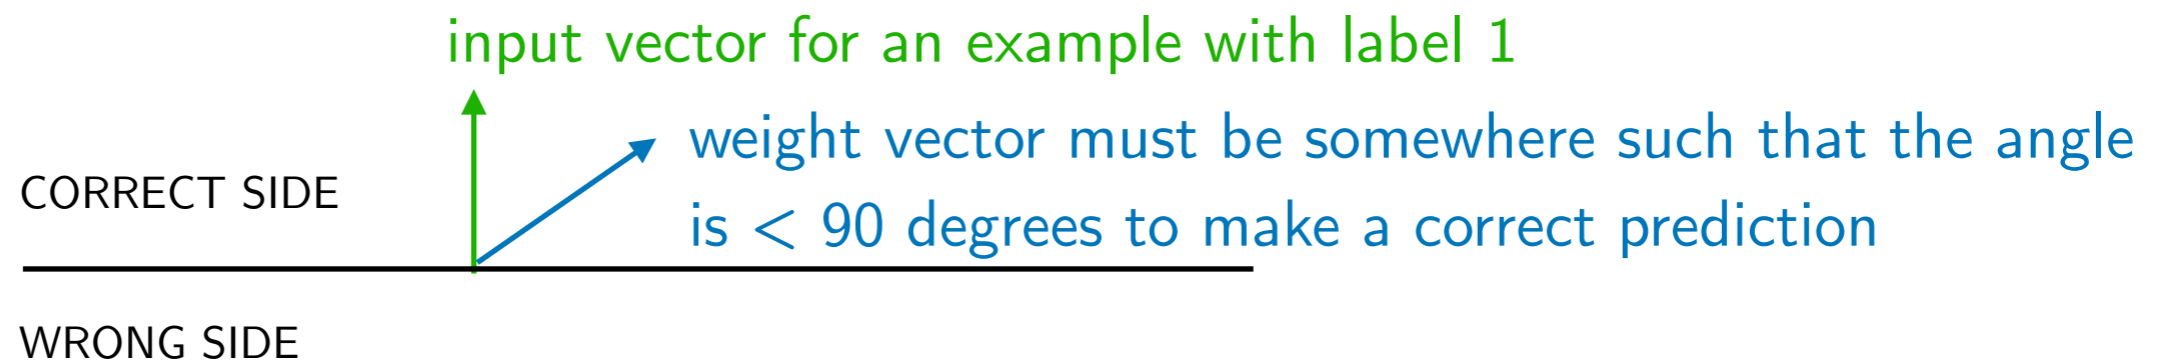 input vector for an example with label 1
weight vector must be somewhere such that the angle
is < 90 degrees to make a correct prediction
CORRECT SIDE
WRONG SIDE